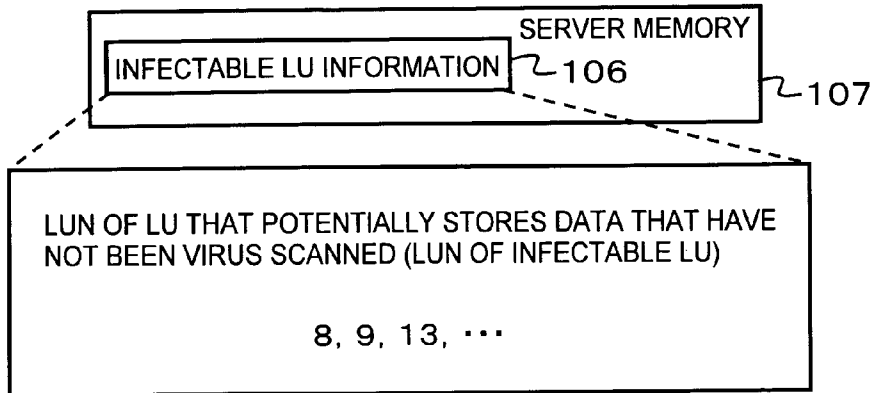 SERVER MEMORY
INFECTABLE LU INFORMATION
106
107
LUN OF LU THAT POTENTIALLY STORES DATA THAT HAVE
NOT BEEN VIRUS SCANNED (LUN OF INFECTABLE LU)
8, 9, 13, ···